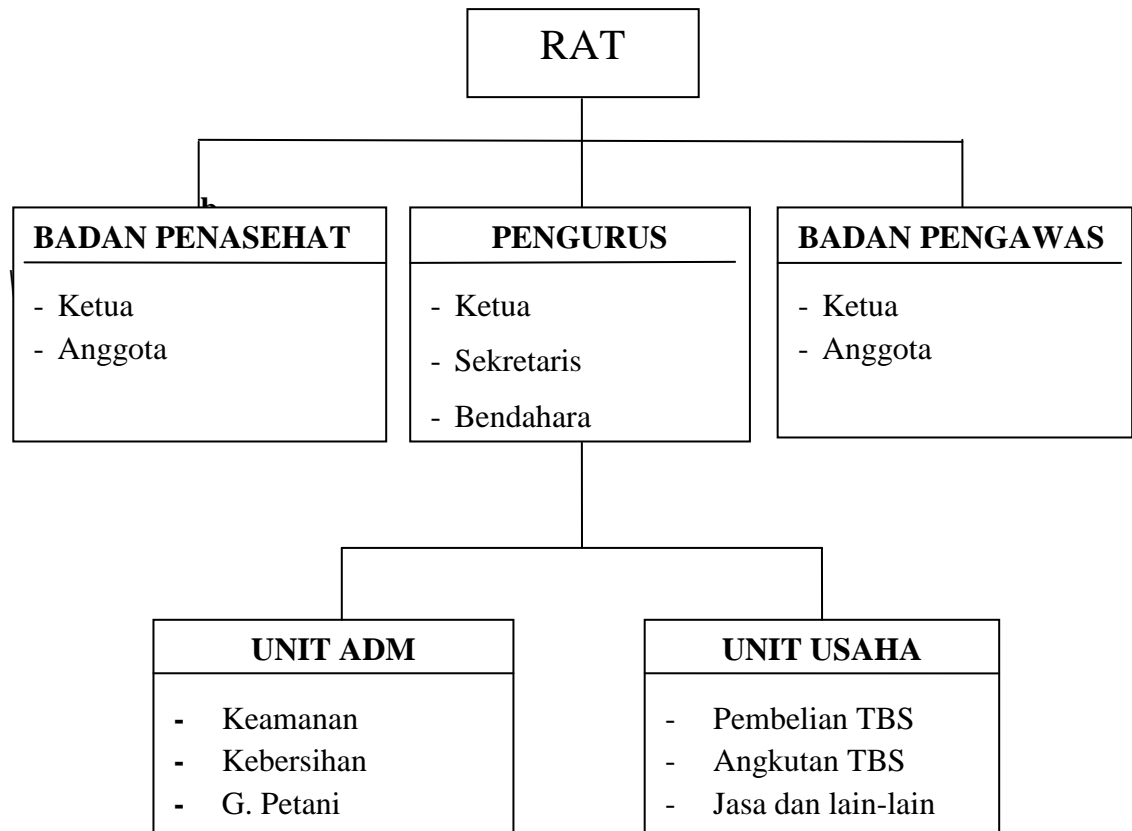 RAT
BADAN PENASEHAT
- Ketua
- Anggota
PENGURUS
- Ketua
- Sekretaris
- Bendahara
BADAN PENGAWAS
- Ketua
- Anggota
UNIT ADM
- Keamanan
- Kebersihan
- G. Petani
UNIT USAHA
- Pembelian TBS
- Angkutan TBS
- Jasa dan lain-lain